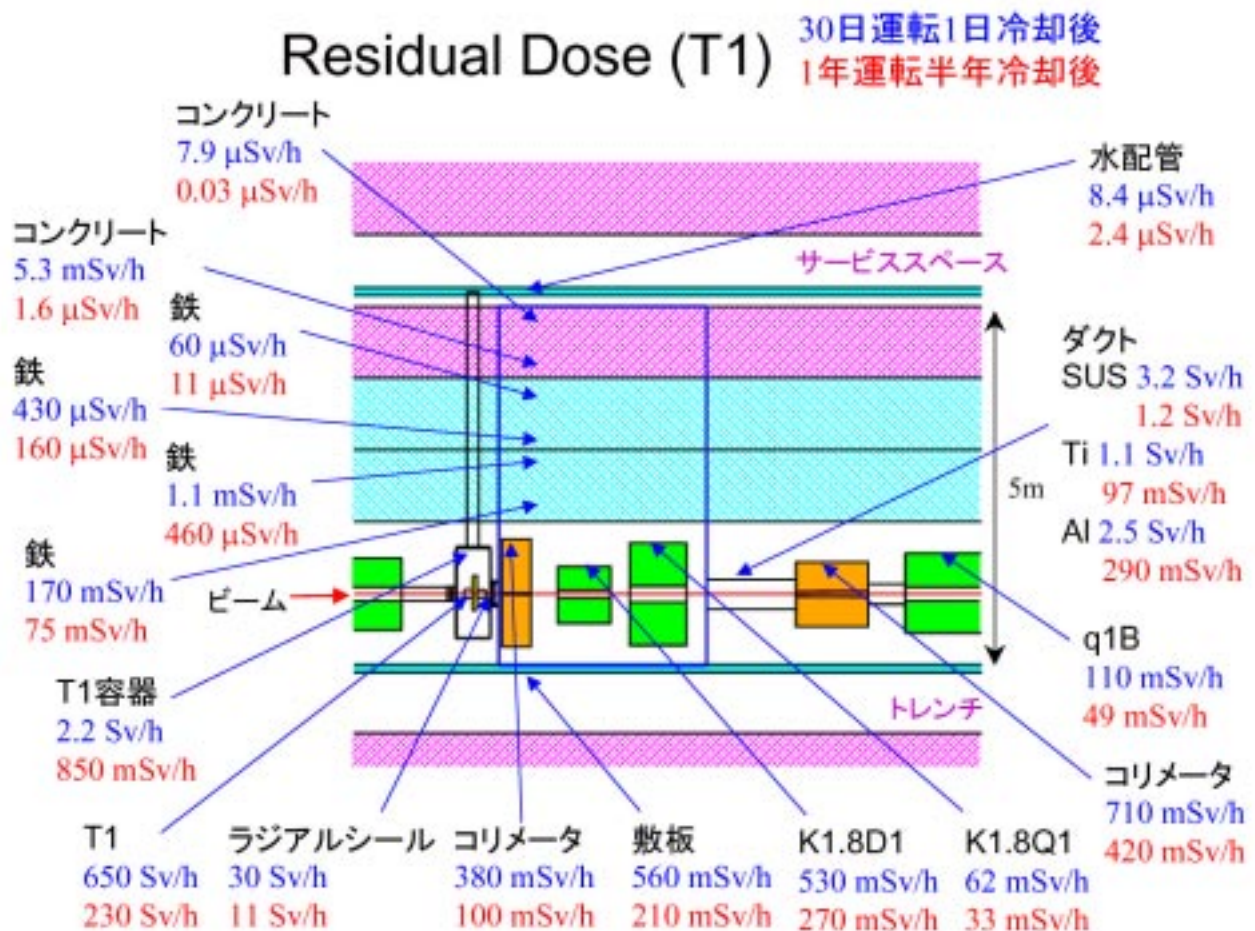 Residual Dose (T1)
30日運転1日冷却後
1年運転半年冷却後
コンクリート
7.9 μSv/h
0.03 μSv/h
水配管
8.4 μSv/h
2.4 μSv/h
コンクリート
5.3 mSv/h
1.6 μSv/h
サービススペース
鉄
60 μSv/h
11 μSv/h
鉄
430 μSv/h
160 μSv/h
鉄
1.1 mSv/h
460 μSv/h
鉄
170 mSv/h
75 mSv/h
ビーム
5m
ダクト
SUS 3.2 Sv/h
1.2 Sv/h
Ti 1.1 Sv/h
97 mSv/h
Al 2.5 Sv/h
290 mSv/h
q1B
110 mSv/h
49 mSv/h
トレンチ
T1容器
2.2 Sv/h
850 mSv/h
コリメータ
710 mSv/h
420 mSv/h
T1
650 Sv/h
230 Sv/h
ラジアルシール
30 Sv/h
11 Sv/h
コリメータ
380 mSv/h
100 mSv/h
敷板
560 mSv/h
210 mSv/h
K1.8D1
530 mSv/h
270 mSv/h
K1.8Q1
62 mSv/h
33 mSv/h